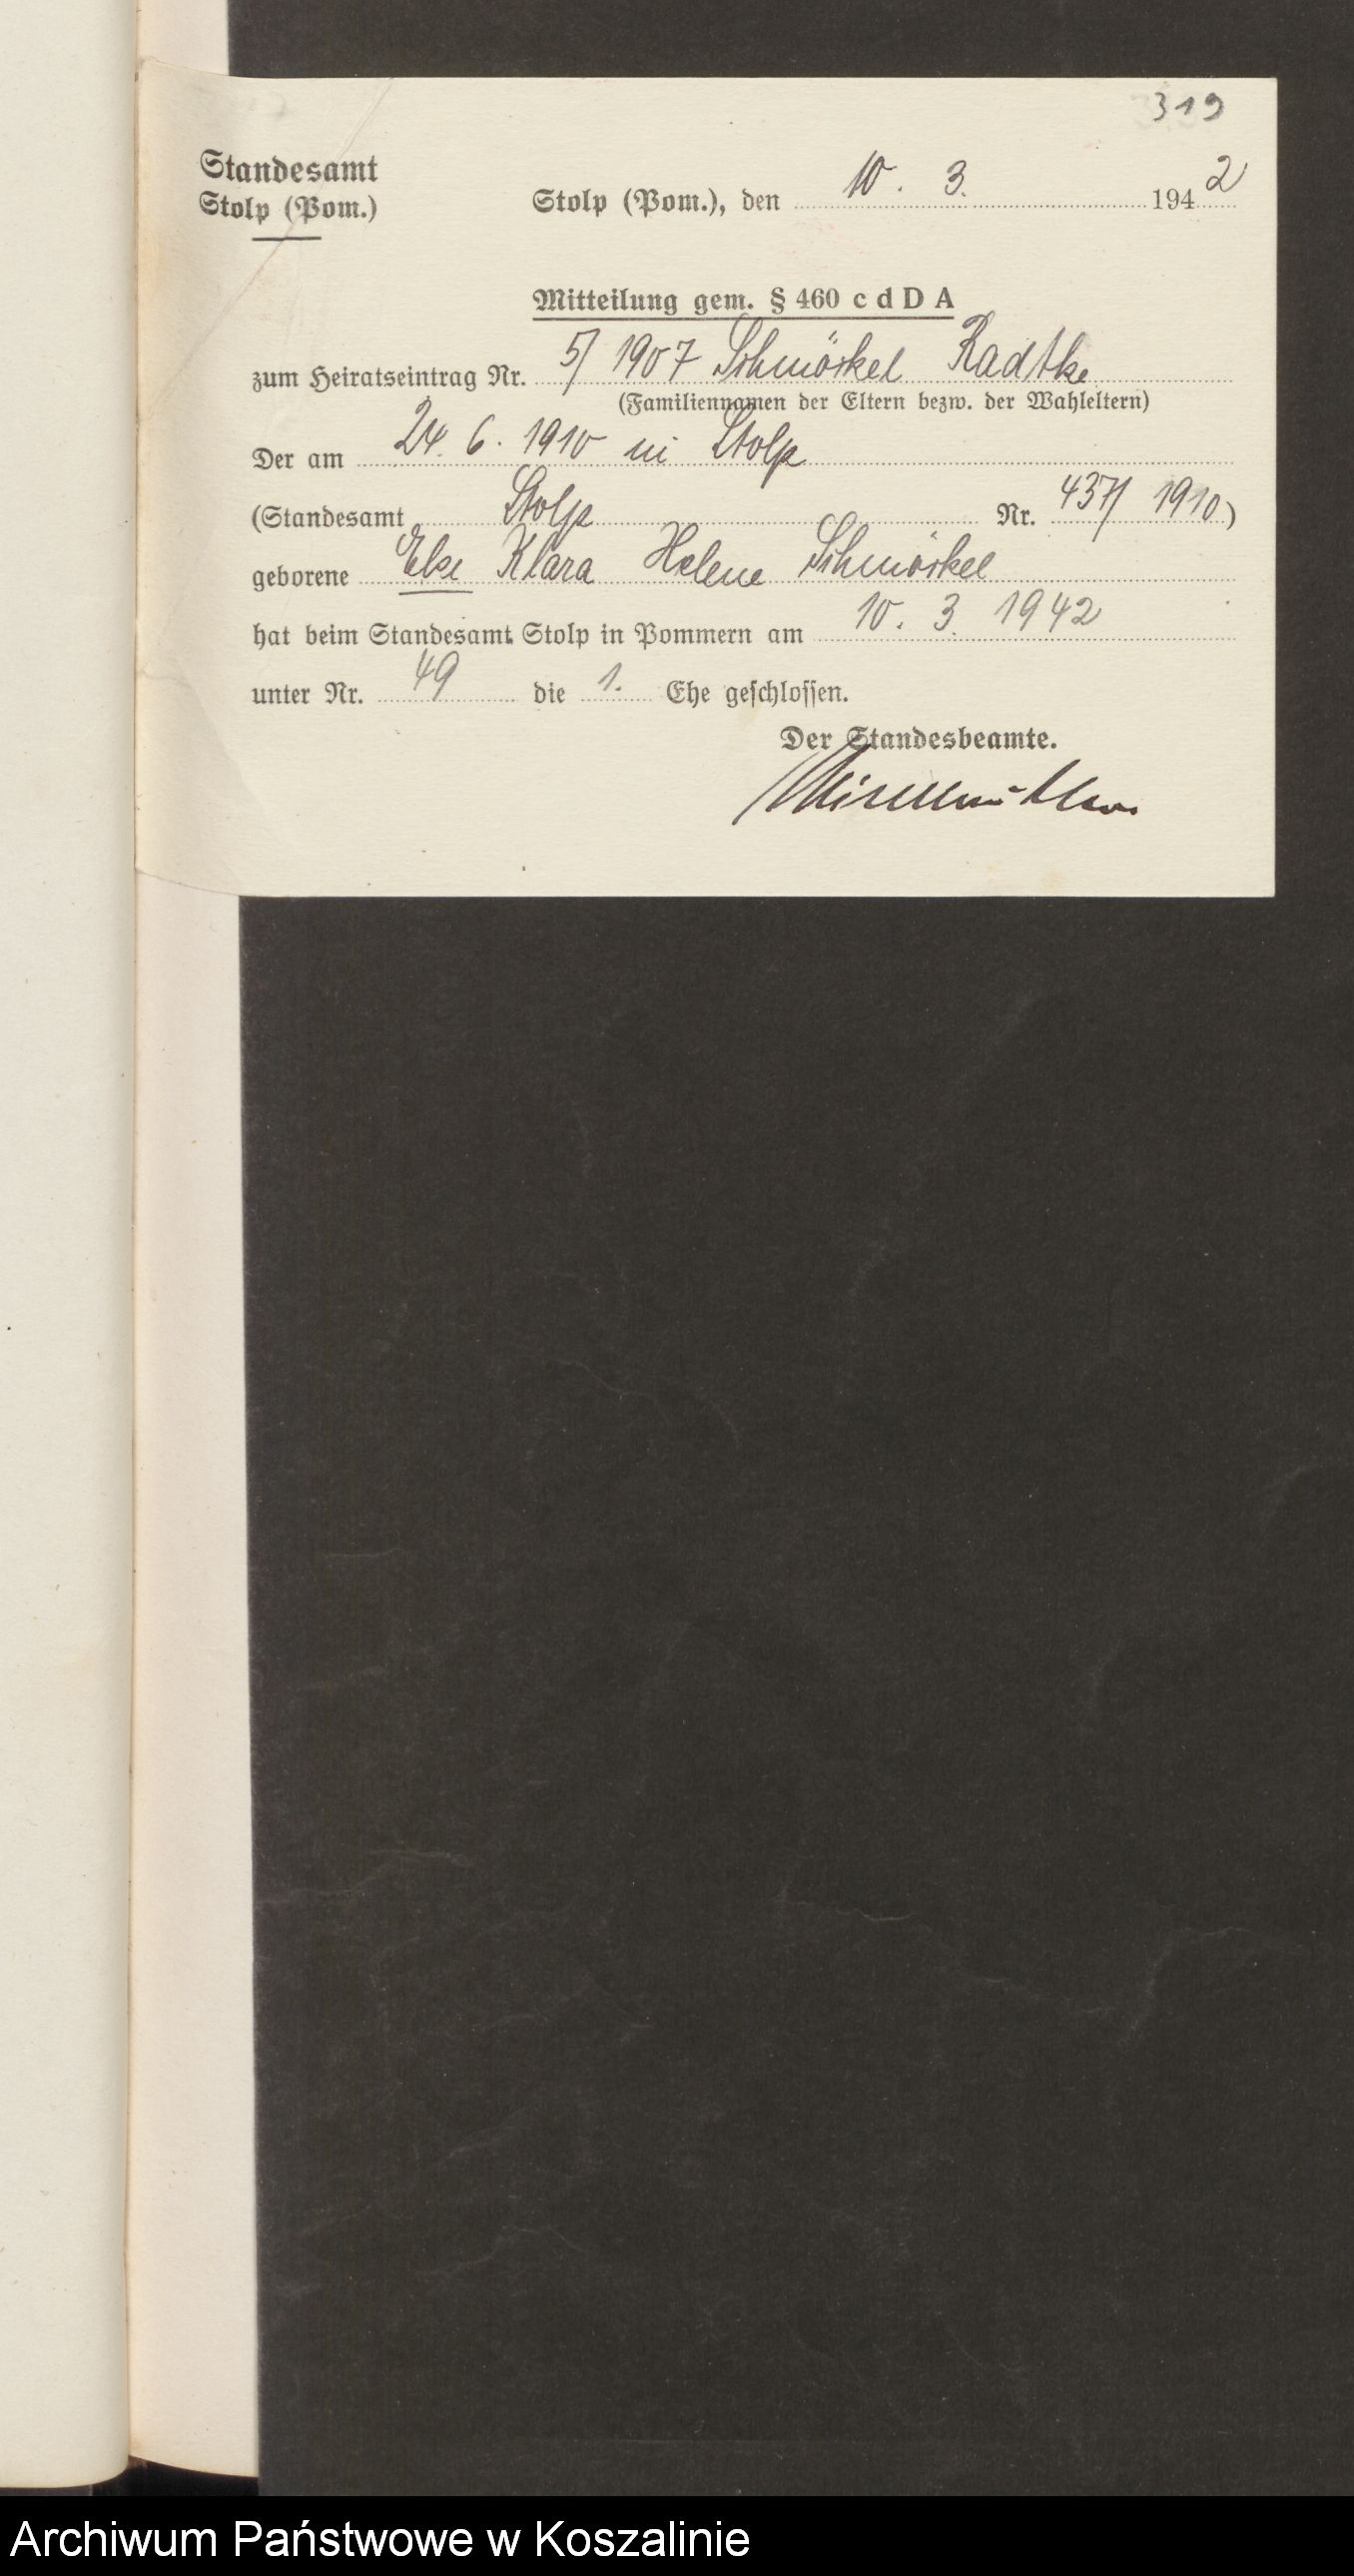 319
Standesamt
Stolp (Pom.)
Stolp (Pom.), den 10. 3. 1942
Mitteilung gem. § 460 c d D A
zum Heiratseintrag Nr. 5/1907 Schmöckel Radtke
(Familiennamen der Eltern bezw. der Wahleltern)
Der am 24. 6. 1910 in Stolp
(Standesamt Stolp Nr. 437/1910)
geborene Else Klara Helene Schmöckel
hat beim Standesamt Stolp in Pommern am 10. 3. 1942
unter Nr. 49 die 1. Ehe geschlossen.
Der Standesbeamte.
Archiwum Państwowe w Koszalinie